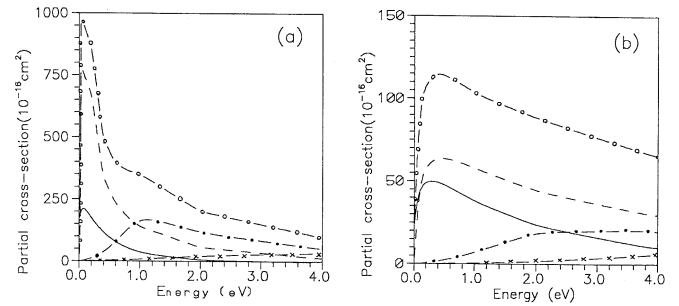 (a)
Partial cross-section(10⁻¹⁶cm²)
1000
750
500
250
0
0.0 1.0 2.0 3.0 4.0
Energy (eV)
(b)
Partial cross-section(10⁻¹⁶cm²)
150
100
50
0
0.0 1.0 2.0 3.0 4.0
Energy (eV)